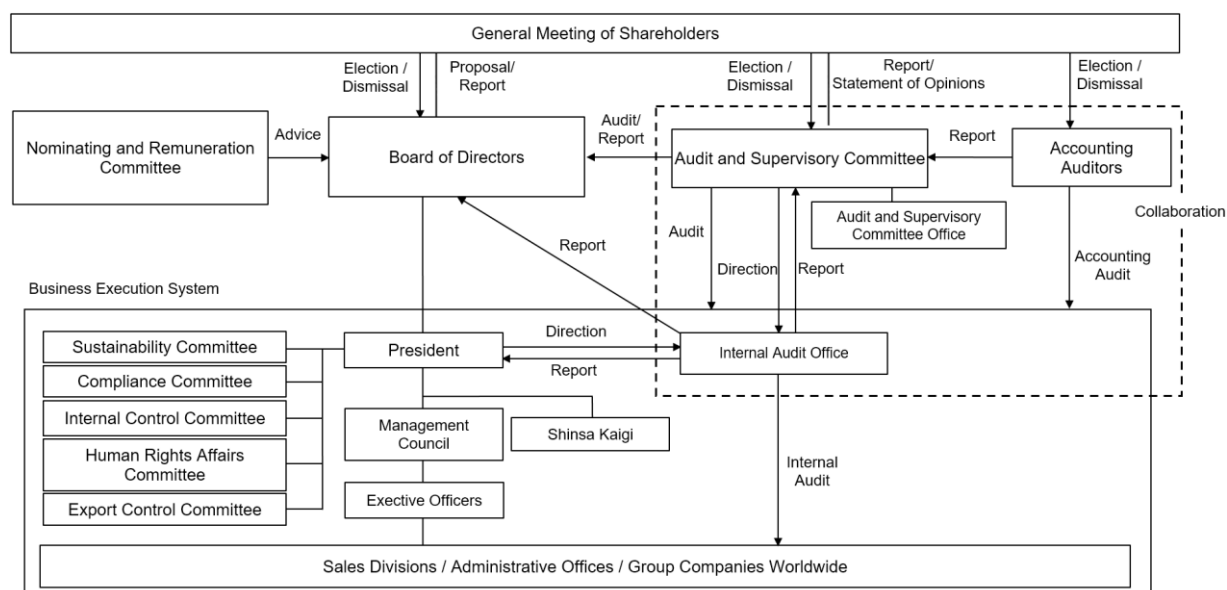 General Meeting of Shareholders
Election /
Dismissal
Proposal/
Report
Election /
Dismissal
Report/
Statement of Opinions
Election /
Dismissal
Nominating and Remuneration
Committee
Advice
Board of Directors
Audit/
Report
Audit and Supervisory Committee
Report
Accounting
Auditors
Audit and Supervisory
Committee Office
Collaboration
Report
Audit
Direction
Report
Accounting
Audit
Business Execution System
Sustainability Committee
Compliance Committee
Internal Control Committee
Human Rights Affairs
Committee
Export Control Committee
President
Direction
Report
Internal Audit Office
Management
Council
Shinsa Kaigi
Exective Officers
Internal
Audit
Sales Divisions / Administrative Offices / Group Companies Worldwide